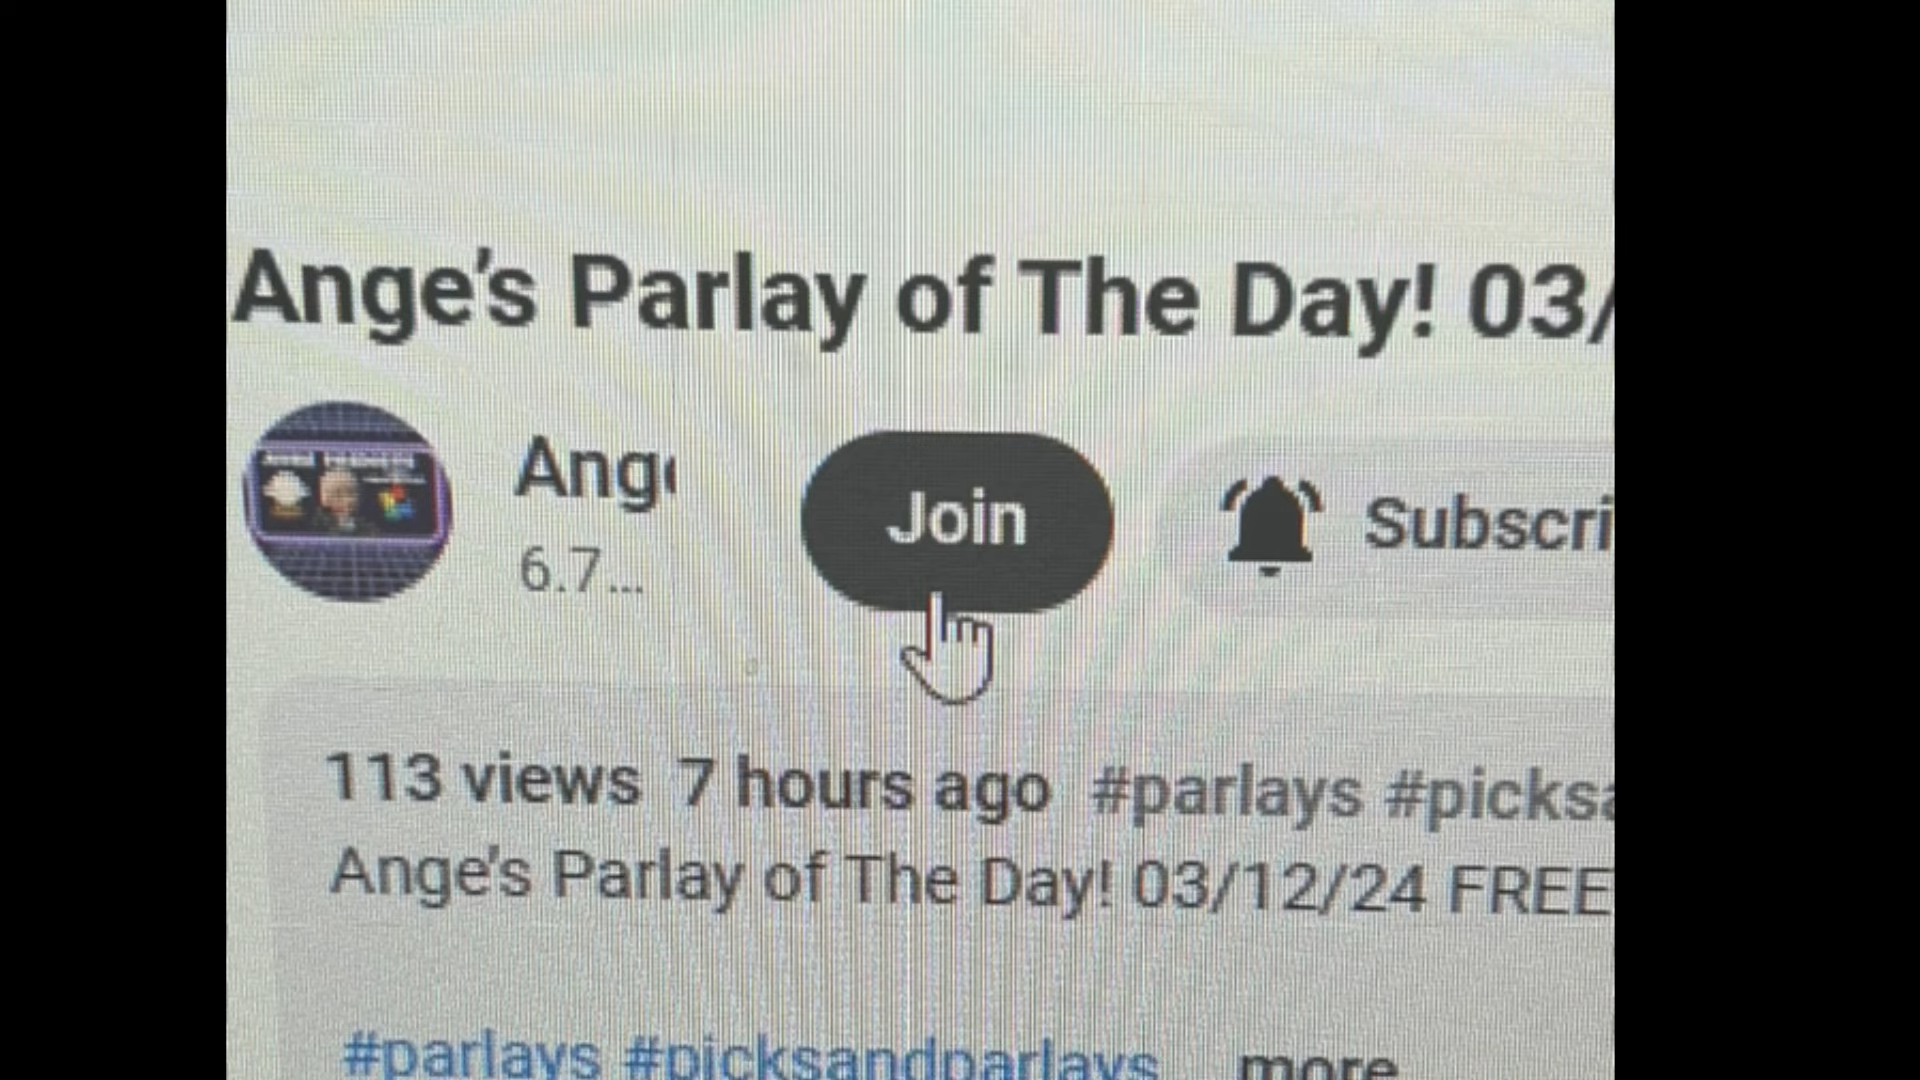 Ange's Parlay of The Day! 03/
Ang
6.7...
Join
Subscri
113 views 7 hours ago #parlays #picksa
Ange's Parlay of The Day! 03/12/24 FREE
#parlays #picksandparlays more